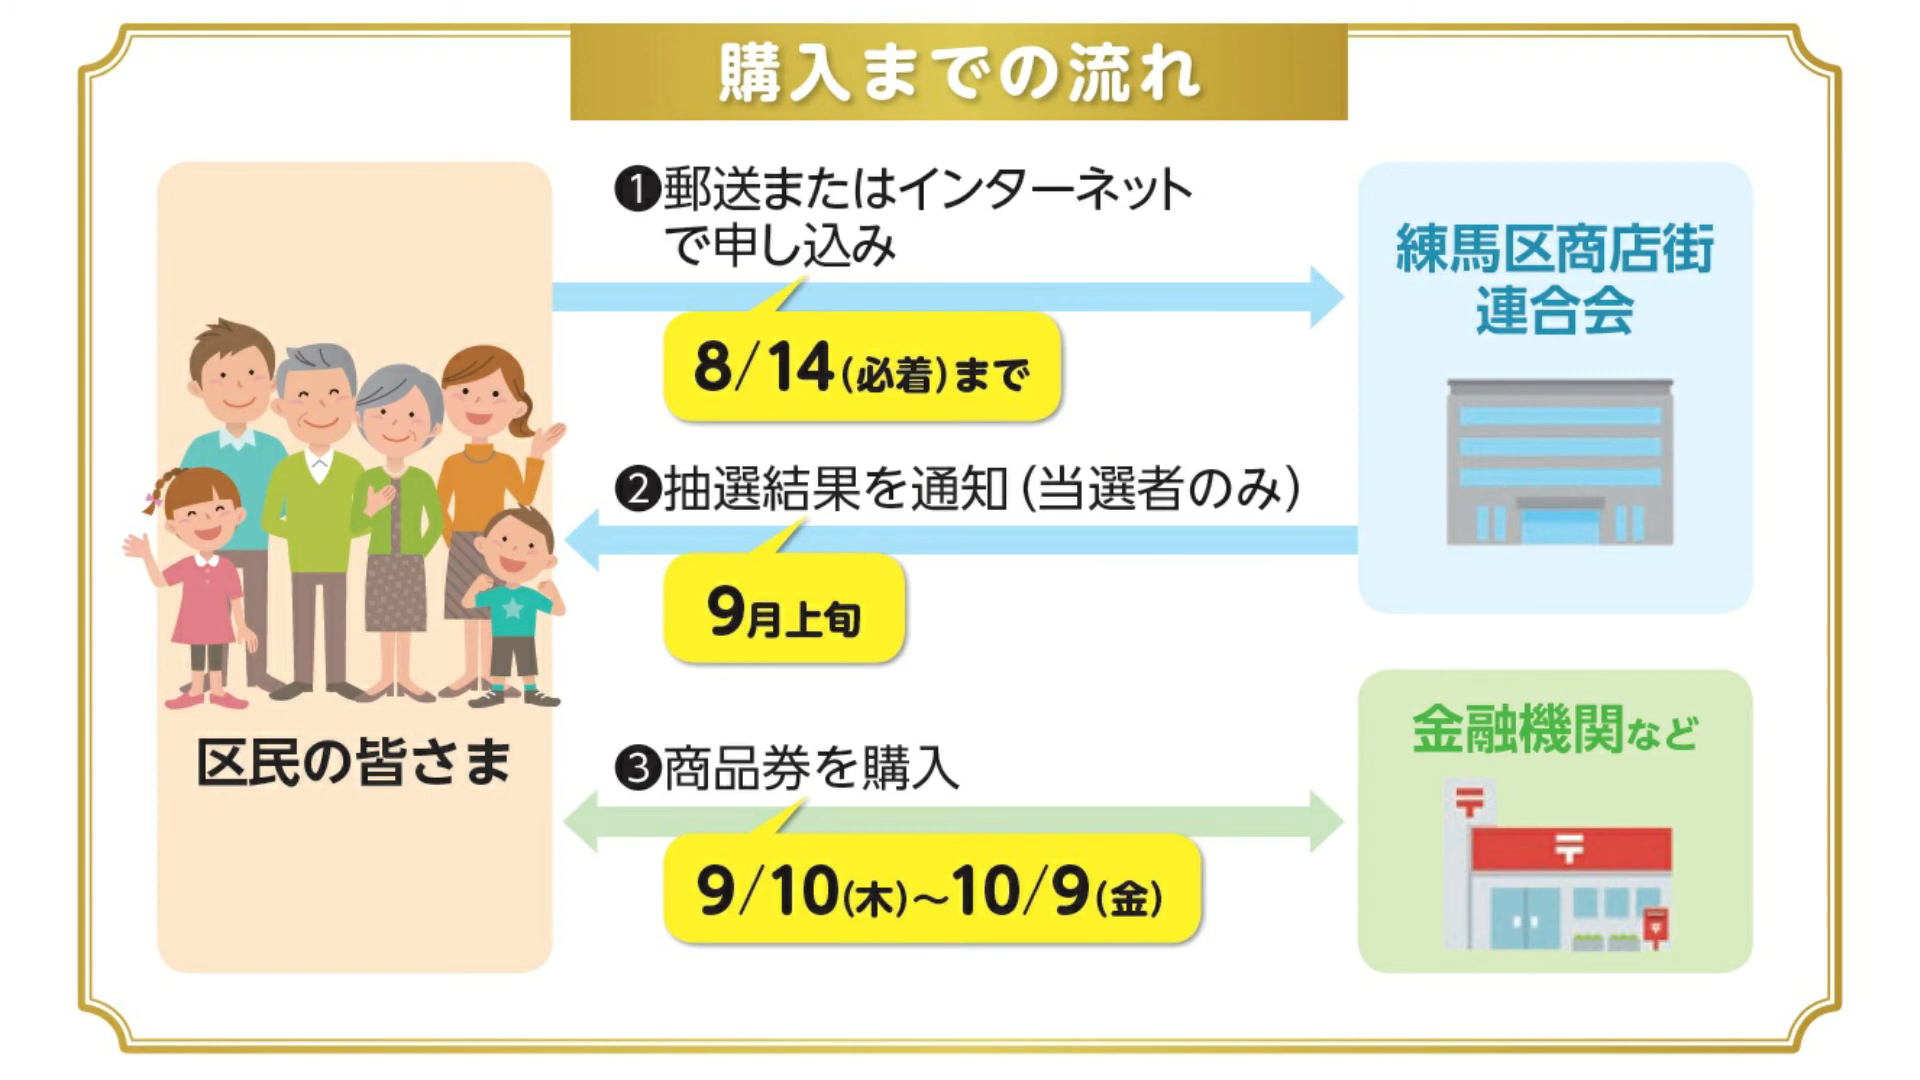 購入までの流れ
❶郵送またはインターネット
で申し込み
8/14(必着)まで
練馬区商店街
連合会
❷抽選結果を通知(当選者のみ)
9月上旬
区民の皆さま
❸商品券を購入
9/10(木)~10/9(金)
金融機関など